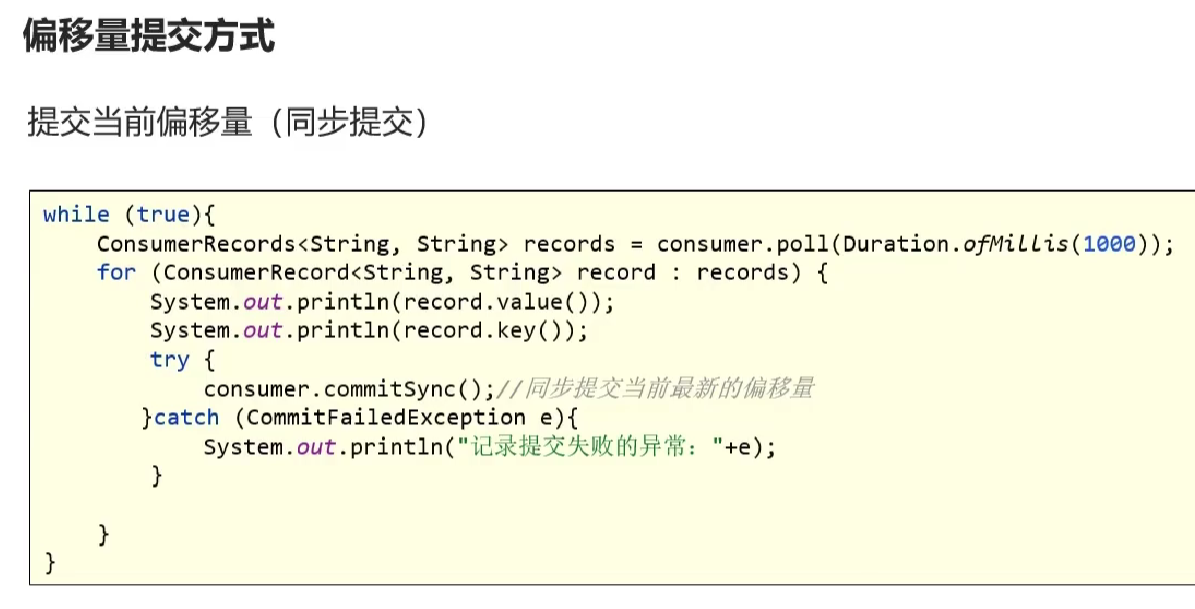 偏移量提交方式
提交当前偏移量（同步提交）
while (true){
    ConsumerRecords<String, String> records = consumer.poll(Duration.ofMillis(1000));
    for (ConsumerRecord<String, String> record : records) {
        System.out.println(record.value());
        System.out.println(record.key());
        try {
            consumer.commitSync();//同步提交当前最新的偏移量
        }catch (CommitFailedException e){
            System.out.println("记录提交失败的异常："+e);
        }
    }
}